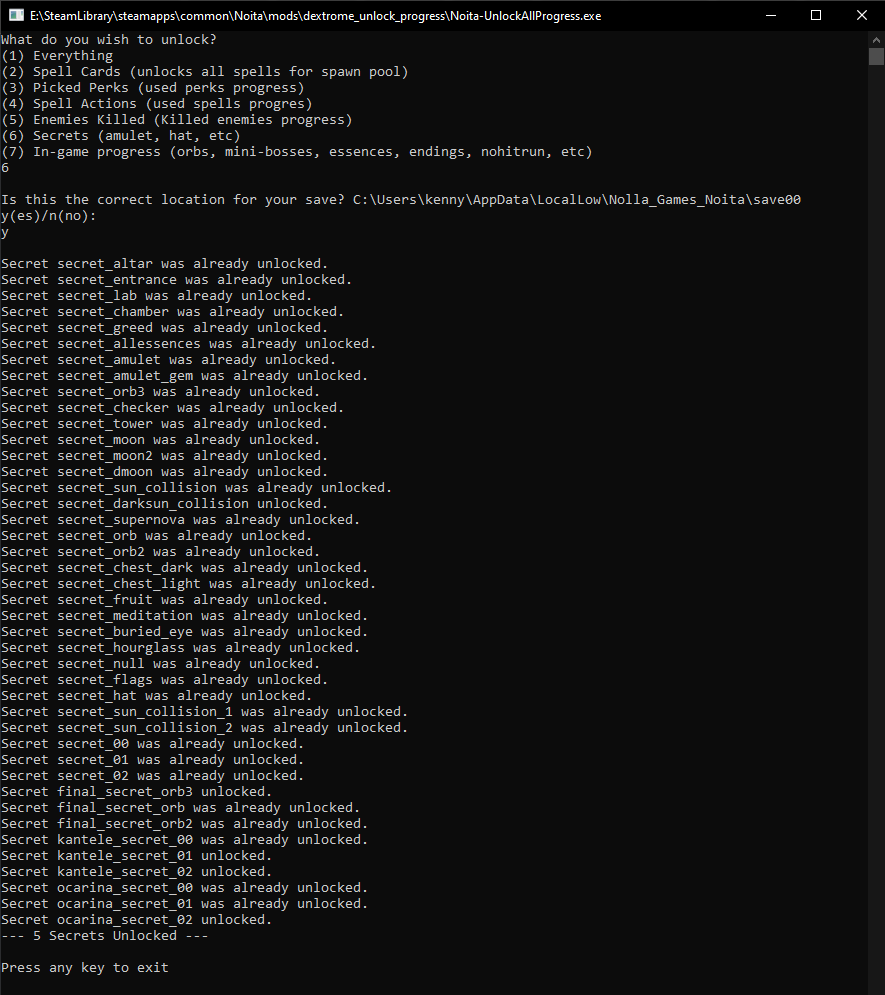 E:\SteamLibrary\steamapps\common\Noita\mods\dextrome_unlock_progress\Noita-UnlockAllProgress.exe
What do you wish to unlock?
(1) Everything
(2) Spell Cards (unlocks all spells for spawn pool)
(3) Picked Perks (used perks progress)
(4) Spell Actions (used spells progres)
(5) Enemies Killed (Killed enemies progress)
(6) Secrets (amulet, hat, etc)
(7) In-game progress (orbs, mini-bosses, essences, endings, nohitrun, etc)
6
Is this the correct location for your save? C:\Users\kenny\AppData\LocalLow\Nolla_Games_Noita\save00
y(es)/n(no):
y
Secret secret_altar was already unlocked.
Secret secret_entrance was already unlocked.
Secret secret_lab was already unlocked.
Secret secret_chamber was already unlocked.
Secret secret_greed was already unlocked.
Secret secret_allessences was already unlocked.
Secret secret_amulet was already unlocked.
Secret secret_amulet_gem was already unlocked.
Secret secret_orb3 was already unlocked.
Secret secret_checker was already unlocked.
Secret secret_tower was already unlocked.
Secret secret_moon was already unlocked.
Secret secret_moon2 was already unlocked.
Secret secret_dmoon was already unlocked.
Secret secret_sun_collision was already unlocked.
Secret secret_darksun_collision unlocked.
Secret secret_supernova was already unlocked.
Secret secret_orb was already unlocked.
Secret secret_orb2 was already unlocked.
Secret secret_chest_dark was already unlocked.
Secret secret_chest_light was already unlocked.
Secret secret_fruit was already unlocked.
Secret secret_meditation was already unlocked.
Secret secret_buried_eye was already unlocked.
Secret secret_hourglass was already unlocked.
Secret secret_null was already unlocked.
Secret secret_flags was already unlocked.
Secret secret_hat was already unlocked.
Secret secret_sun_collision_1 was already unlocked.
Secret secret_sun_collision_2 was already unlocked.
Secret secret_00 was already unlocked.
Secret secret_01 was already unlocked.
Secret secret_02 was already unlocked.
Secret final_secret_orb3 unlocked.
Secret final_secret_orb was already unlocked.
Secret final_secret_orb2 was already unlocked.
Secret kantele_secret_00 was already unlocked.
Secret kantele_secret_01 unlocked.
Secret kantele_secret_02 unlocked.
Secret ocarina_secret_00 was already unlocked.
Secret ocarina_secret_01 was already unlocked.
Secret ocarina_secret_02 unlocked.
--- 5 Secrets Unlocked ---
Press any key to exit